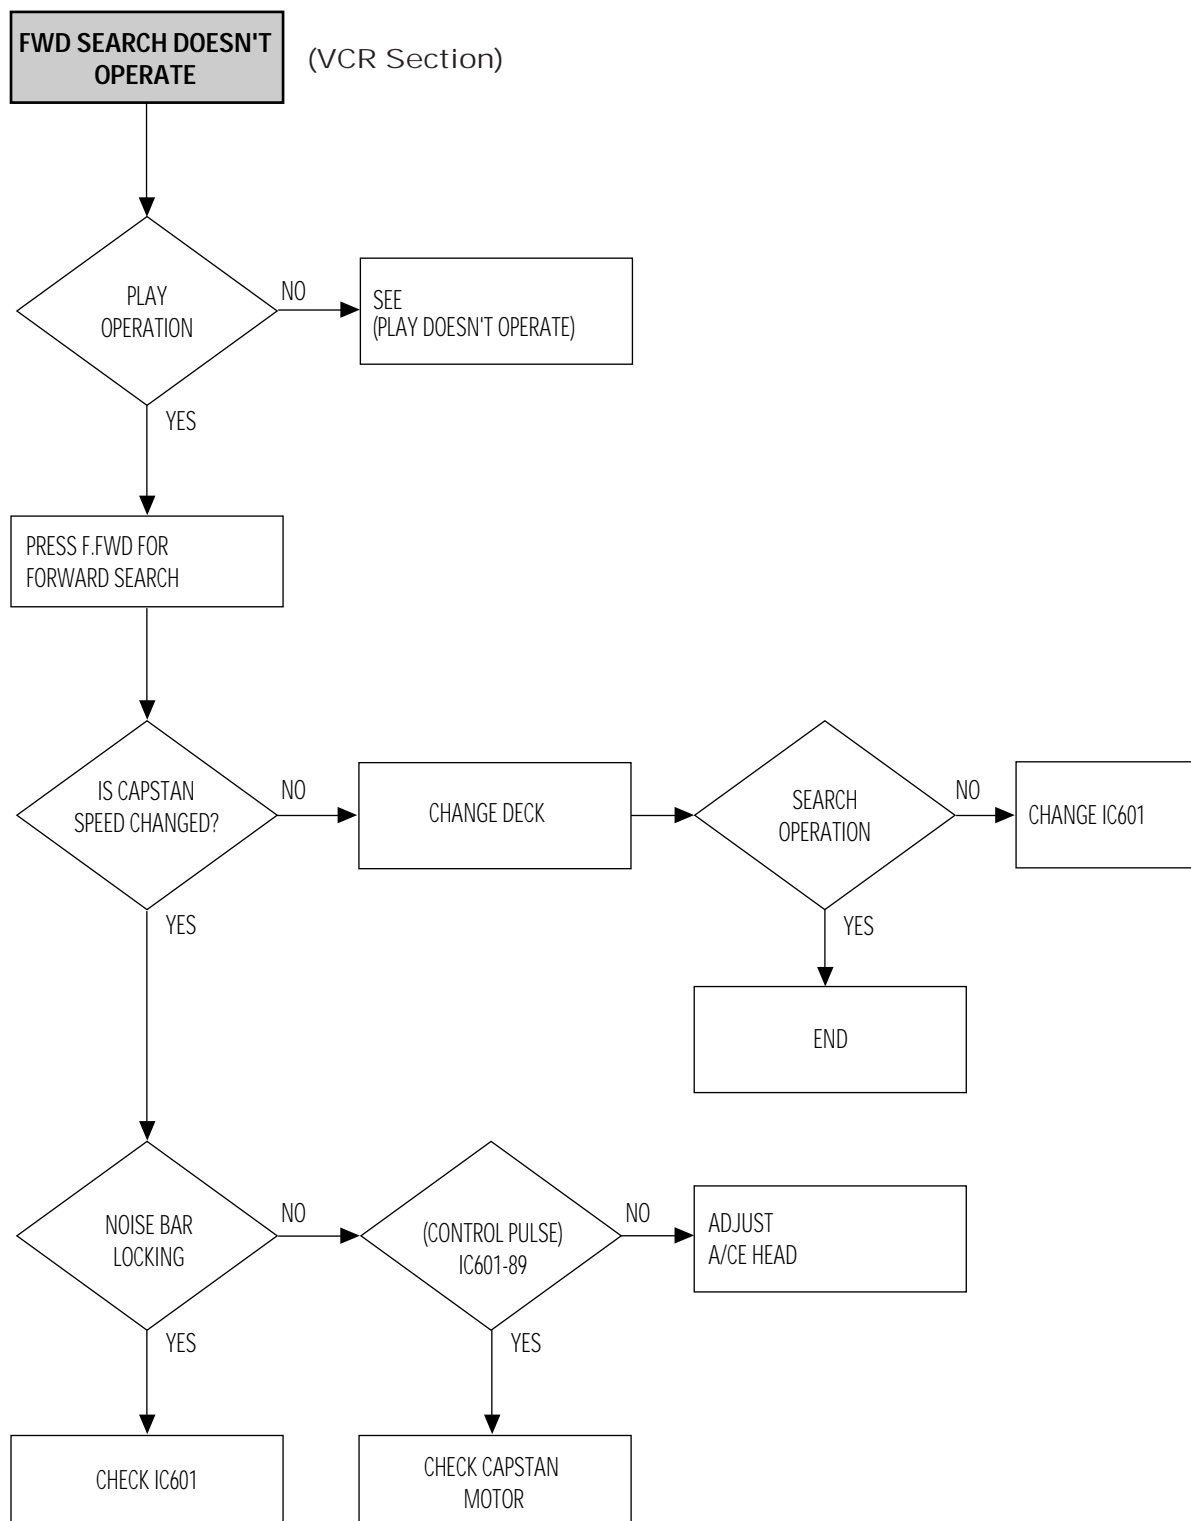 FWD SEARCH DOESN'T
OPERATE
(VCR Section)
PLAY
OPERATION
NO
SEE
(PLAY DOESN'T OPERATE)
YES
PRESS F.FWD FOR
FORWARD SEARCH
IS CAPSTAN
SPEED CHANGED?
NO
CHANGE DECK
SEARCH
OPERATION
NO
CHANGE IC601
YES
YES
END
NOISE BAR
LOCKING
NO
(CONTROL PULSE)
IC601-89
NO
ADJUST
A/CE HEAD
YES
YES
CHECK IC601
CHECK CAPSTAN
MOTOR